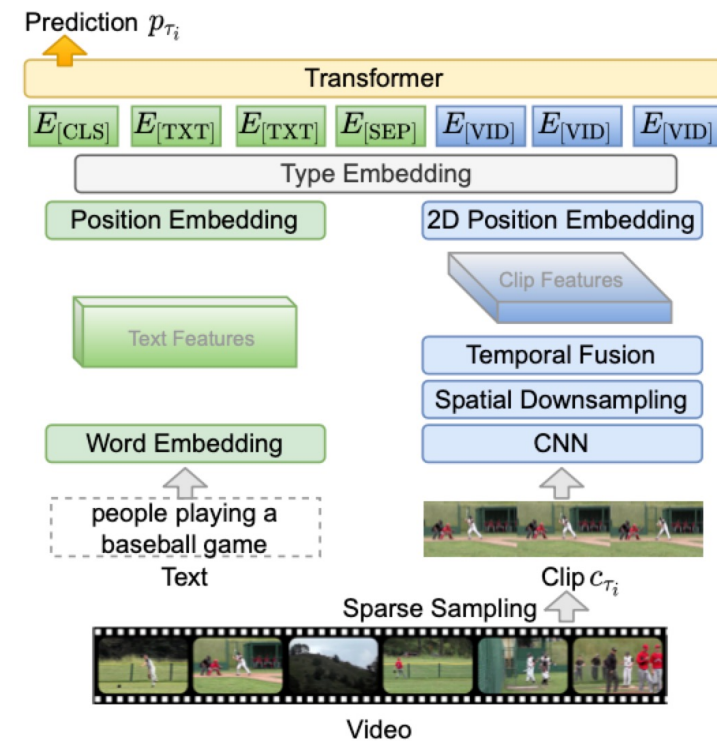 Prediction p_{τ_i}
Transformer
E_[CLS] E_[TXT] E_[TXT] E_[SEP] E_[VID] E_[VID] E_[VID]
Type Embedding
Position Embedding
2D Position Embedding
Clip Features
Text Features
Temporal Fusion
Spatial Downsampling
Word Embedding
CNN
people playing a
baseball game
Text
Clip c_{τ_i}
Sparse Sampling
Video